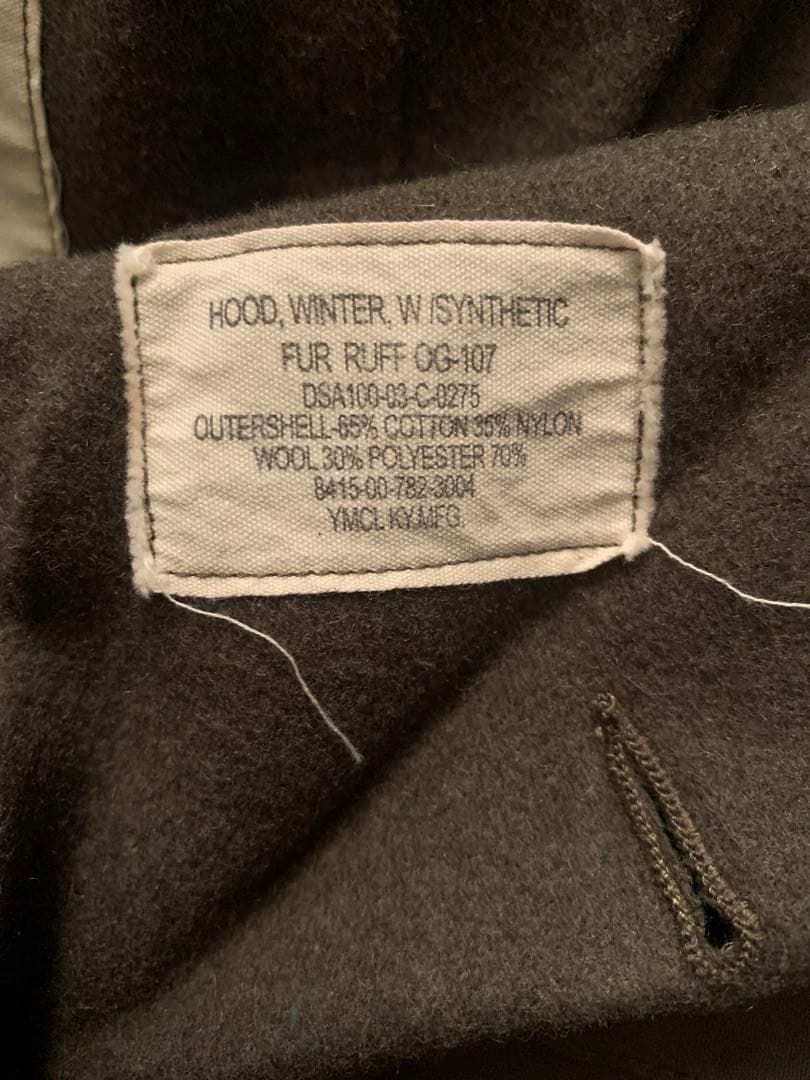 HOOD, WINTER. W /SYNTHETIC
FUR RUFF OG-107
DSA100-03-C-0275
OUTERSHELL-65% COTTON 35% NYLON
WOOL 30% POLYESTER 70%
8415-00-782-3004
YMCL KY.MFG.